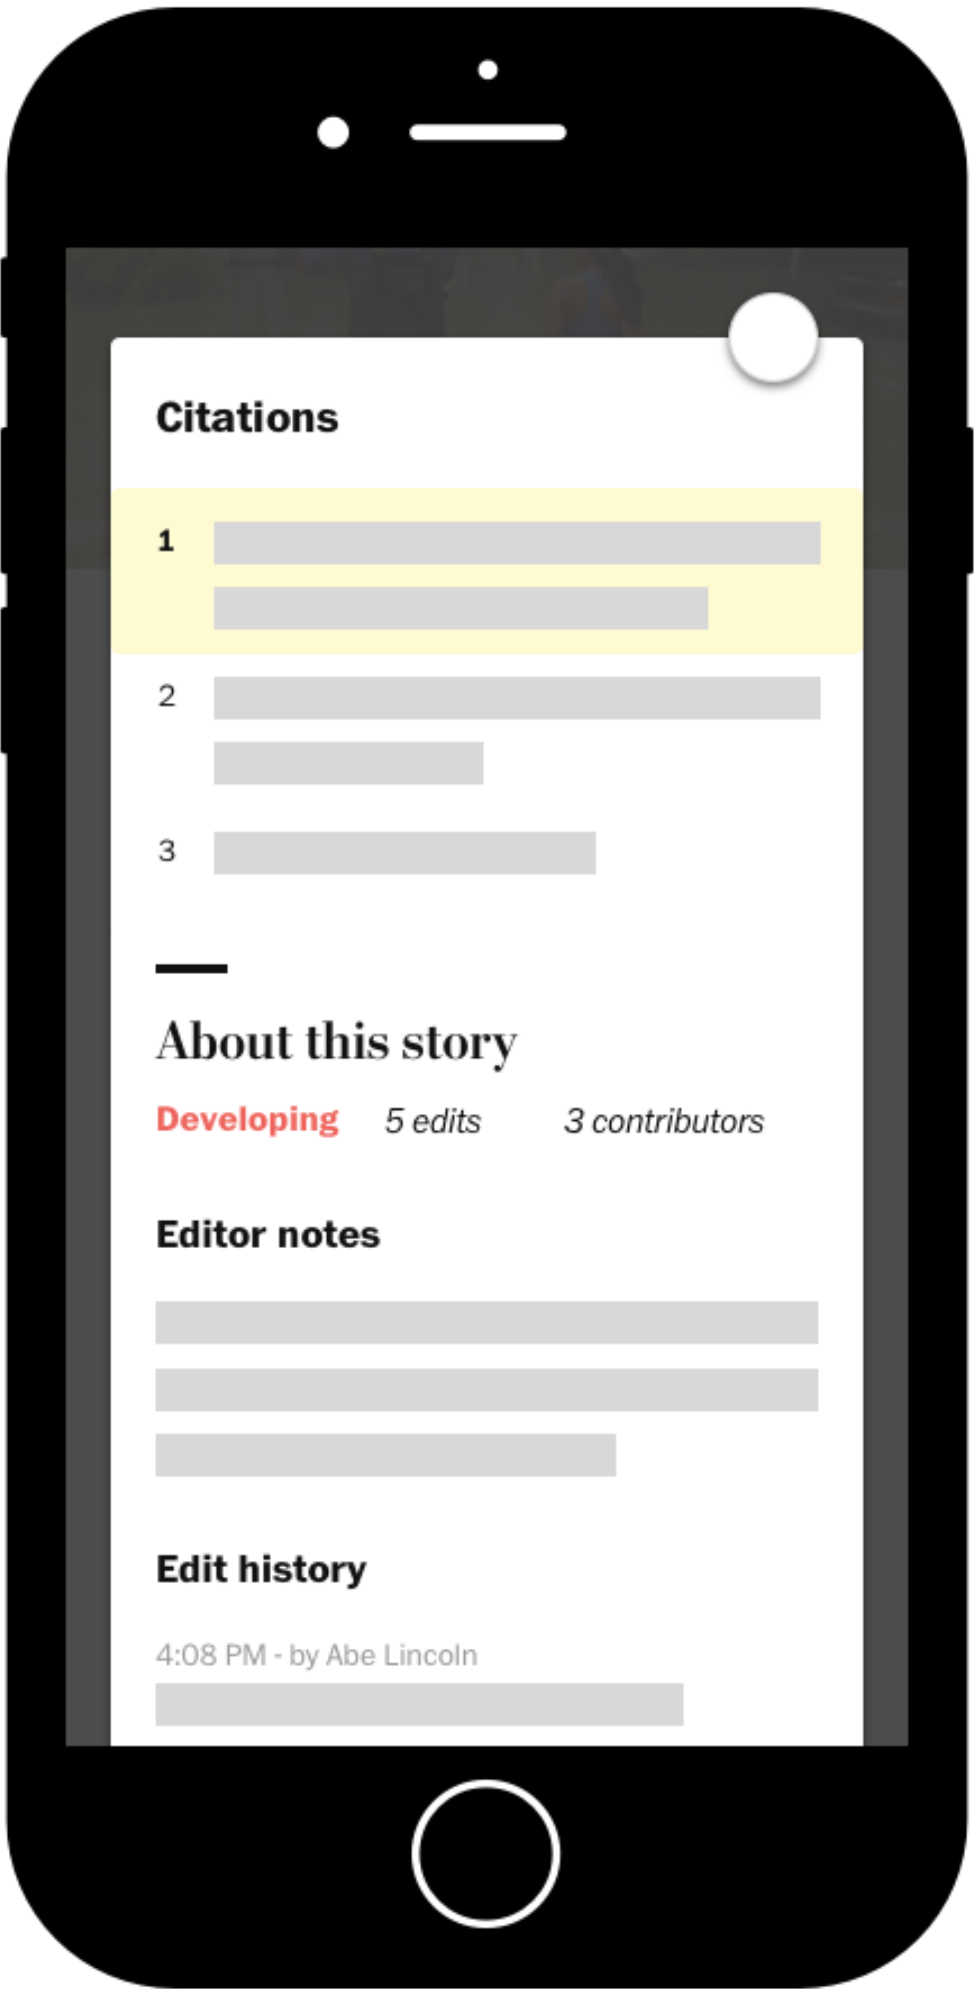 Citations
1
2
3
About this story
Developing 5 edits 3 contributors
Editor notes
Edit history
4:08 PM - by Abe Lincoln